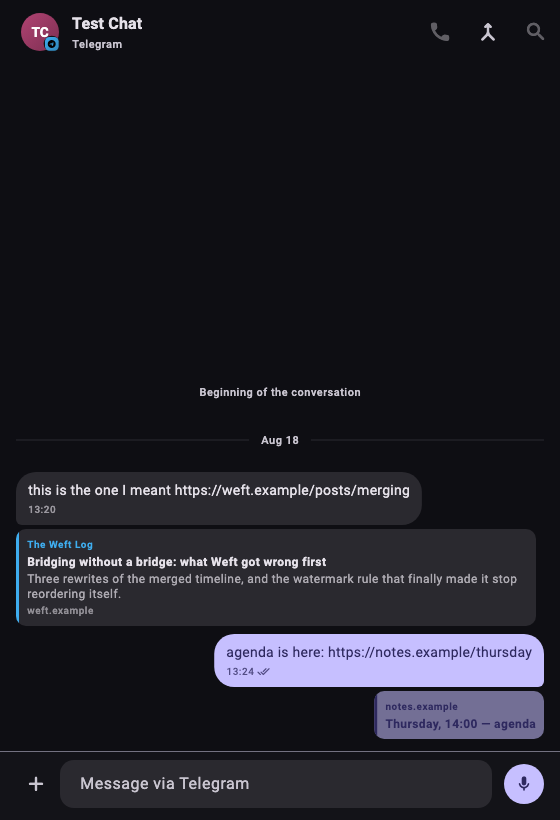 TC
Test Chat
Telegram
Beginning of the conversation
Aug 18
this is the one I meant https://weft.example/posts/merging
13:20
The Weft Log
Bridging without a bridge: what Weft got wrong first
Three rewrites of the merged timeline, and the watermark rule that finally made it stop
reordering itself.
weft.example
agenda is here: https://notes.example/thursday
13:24
notes.example
Thursday, 14:00 — agenda
Message via Telegram